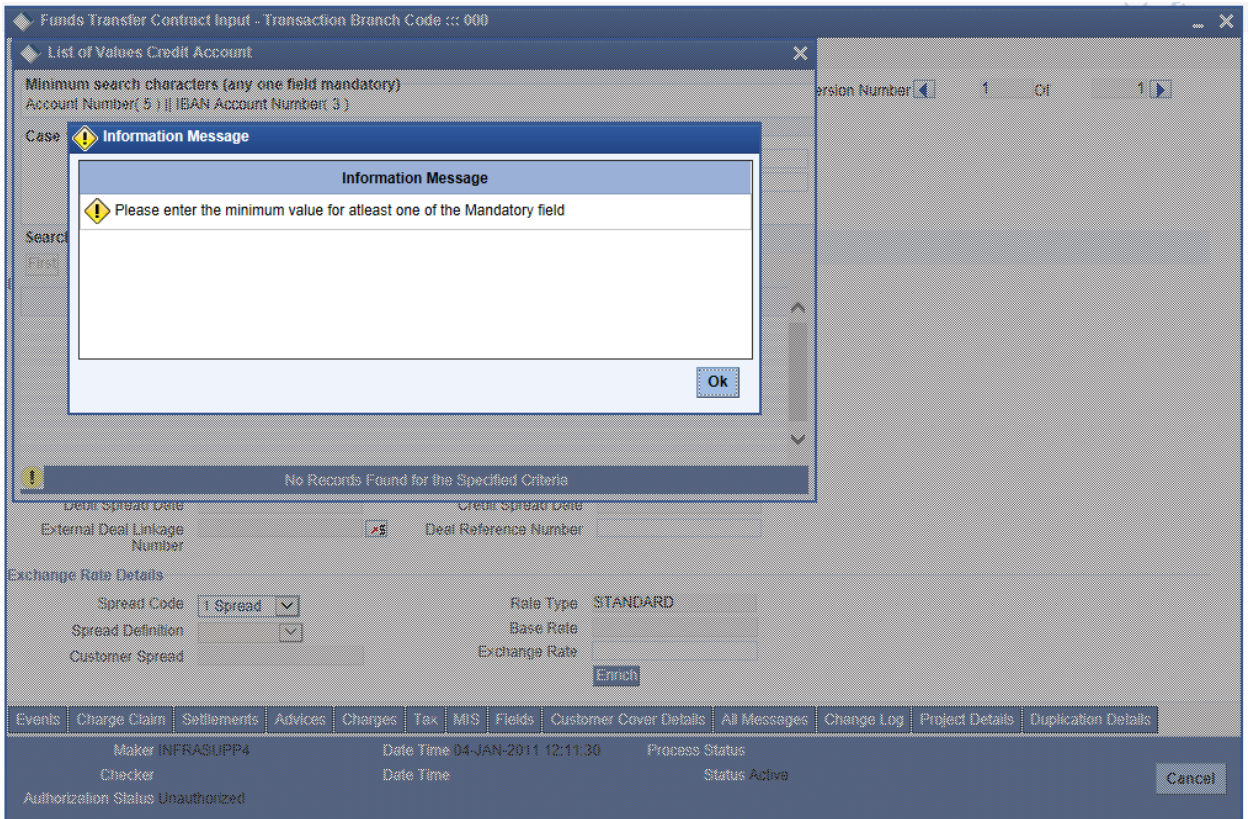 Funds Transfer Contract Input - Transaction Branch Code ::: 000
List of Values Credit Account
Minimum search characters (any one field mandatory)
Account Number( 5 ) || IBAN Account Number( 3 )
ersion Number 1 Of 1
Case
Information Message
Information Message
Please enter the minimum value for atleast one of the Mandatory field
Search
First
Ok
No Records Found for the Specified Criteria
Debit Spread Date Credit Spread Date
External Deal Linkage Deal Reference Number
Number
Exchange Rate Details
Spread Code 1 Spread Rate Type STANDARD
Spread Definition Base Rate
Customer Spread Exchange Rate
Enrich
Events Charge Claim Settlements Advices Charges Tax MIS Fields Customer Cover Details All Messages Change Log Project Details Duplication Details
Maker INFRASUPP4 Date Time 04-JAN-2011 12:11:30 Process Status
Checker Date Time Status Active
Cancel
Authorization Status Unauthorized